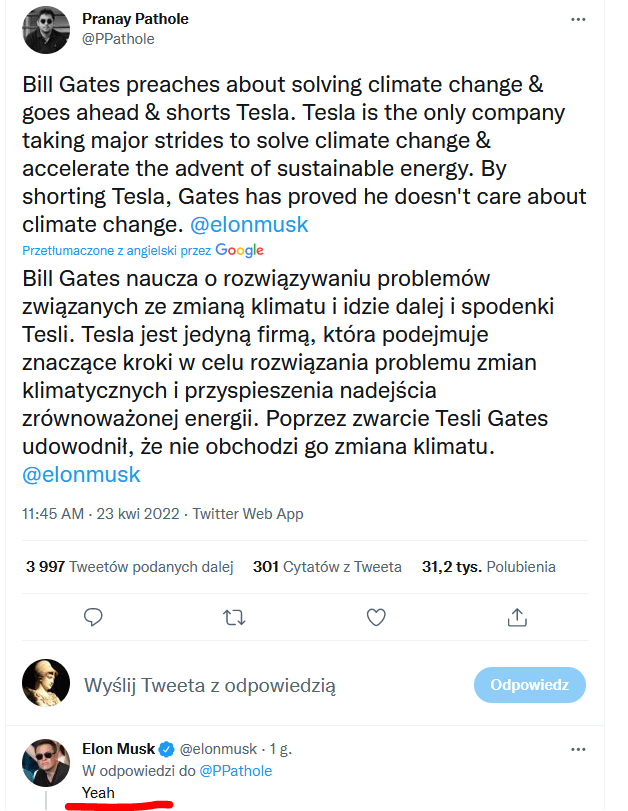 Pranay Pathole
@PPathole
Bill Gates preaches about solving climate change &
goes ahead & shorts Tesla. Tesla is the only company
taking major strides to solve climate change &
accelerate the advent of sustainable energy. By
shorting Tesla, Gates has proved he doesn't care about
climate change. @elonmusk
Przetłumaczone z angielski przez Google
Bill Gates naucza o rozwiązywaniu problemów
związanych ze zmianą klimatu i idzie dalej i spodenki
Tesli. Tesla jest jedyną firmą, która podejmuje
znaczące kroki w celu rozwiązania problemu zmian
klimatycznych i przyspieszenia nadejścia
zrównoważonej energii. Poprzez zwarcie Tesli Gates
udowodnił, że nie obchodzi go zmiana klimatu.
@elonmusk
11:45 AM · 23 kwi 2022 · Twitter Web App
3 997 Tweetów podanych dalej 301 Cytatów z Tweeta 31,2 tys. Polubienia
Wyślij Tweeta z odpowiedzią
Odpowiedz
Elon Musk @elonmusk · 1 g.
W odpowiedzi do @PPathole
Yeah